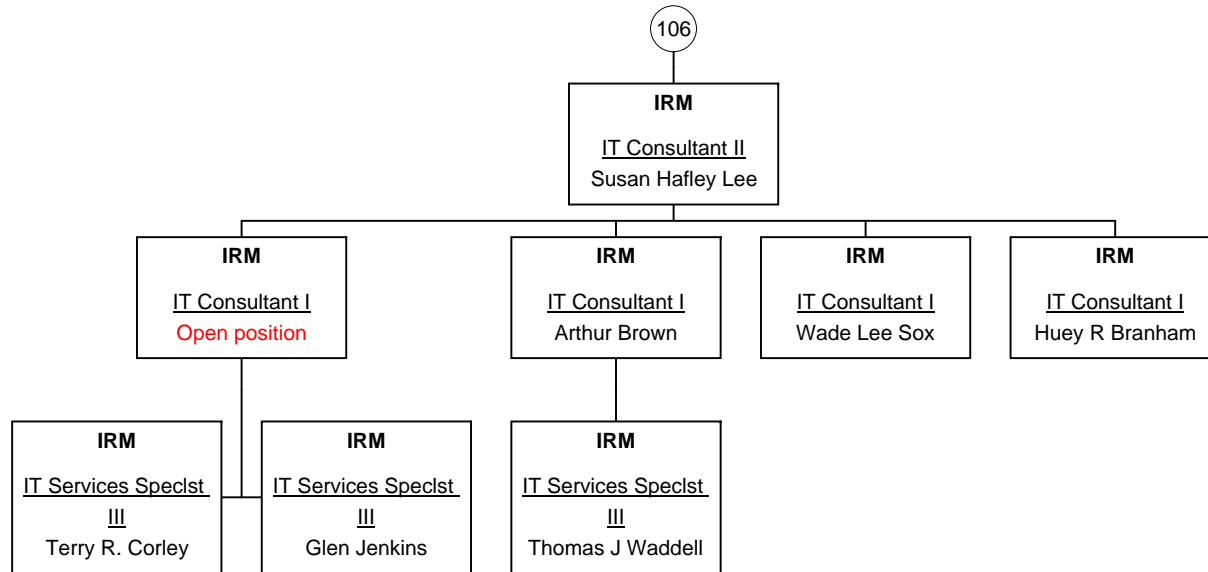 106
IRM
IT Consultant II
Susan Hafley Lee
IRM
IT Consultant I
Open position
IRM
IT Consultant I
Arthur Brown
IRM
IT Consultant I
Wade Lee Sox
IRM
IT Consultant I
Huey R Branham
IRM
IT Services Speclst
III
Terry R. Corley
IRM
IT Services Speclst
III
Glen Jenkins
IRM
IT Services Speclst
III
Thomas J Waddell